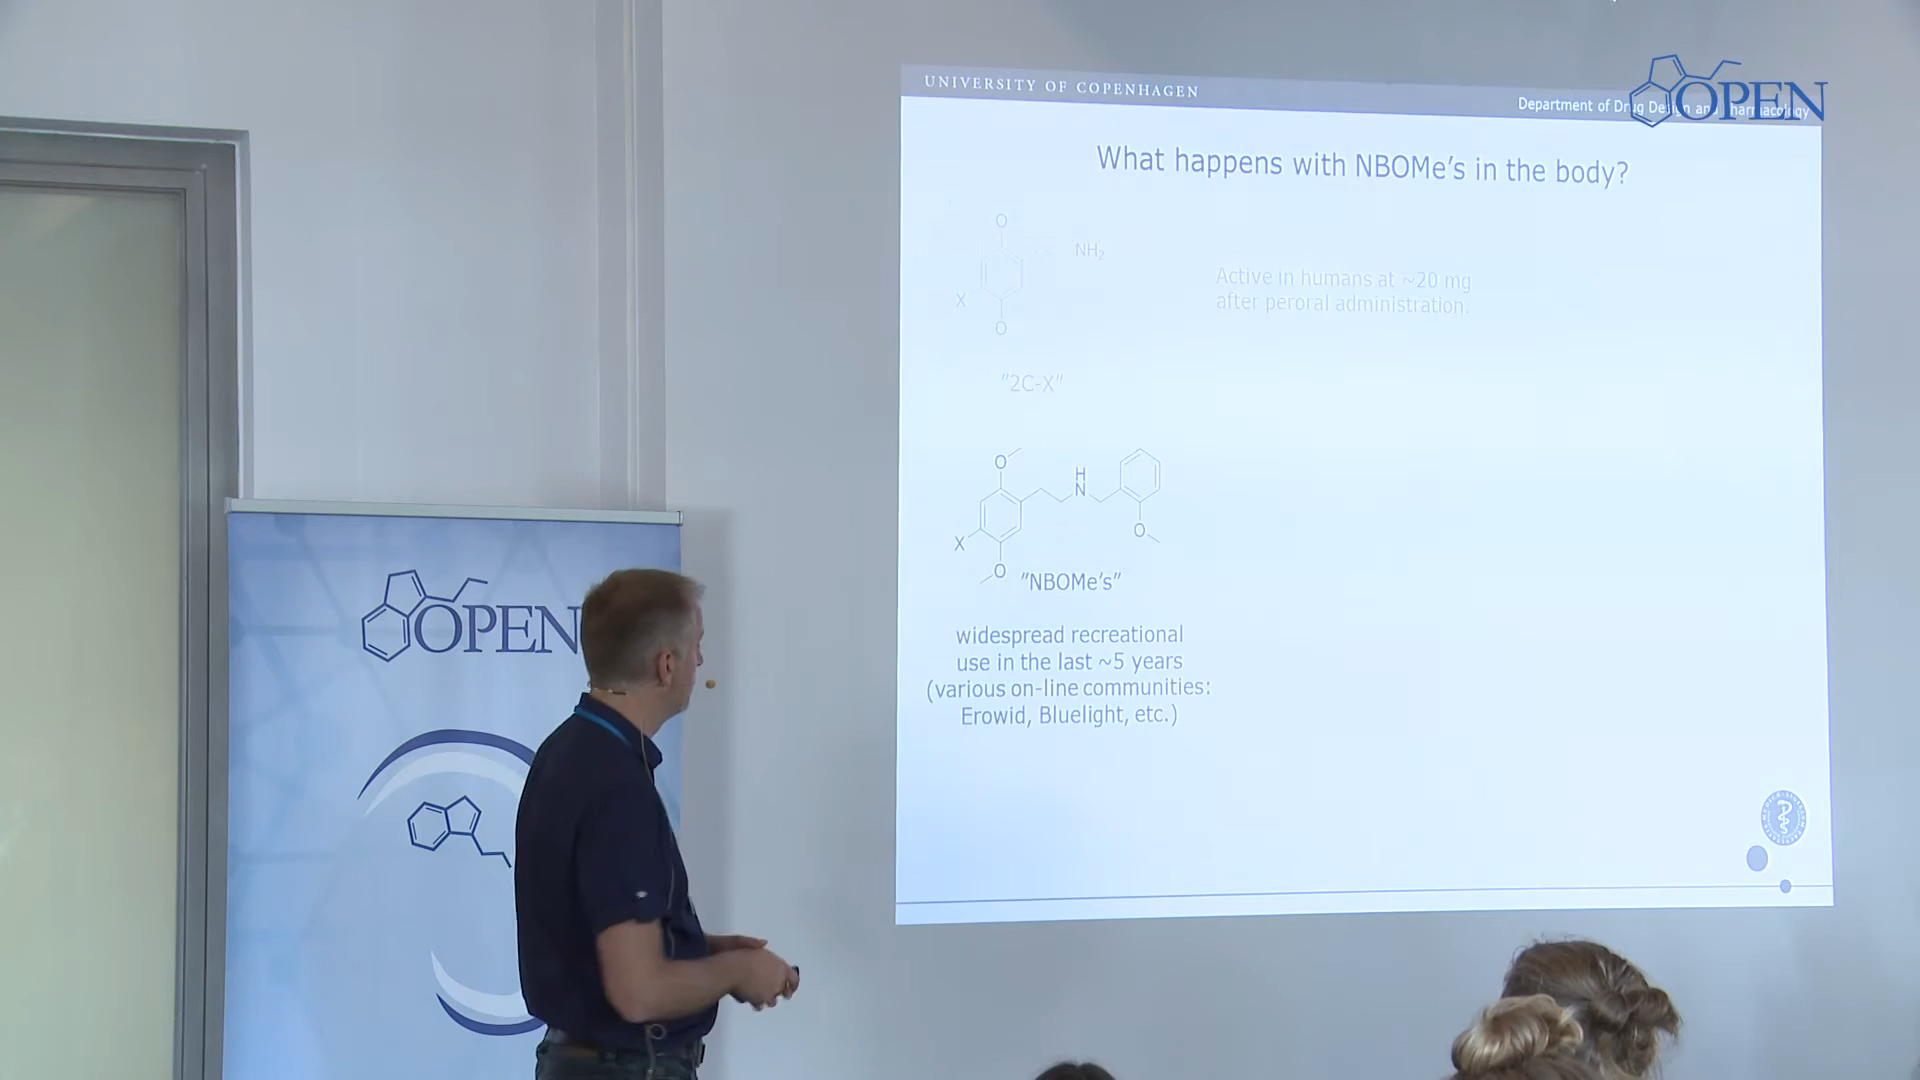 UNIVERSITY OF COPENHAGEN
OPEN
Department of Drug Design and Pharmacology
What happens with NBOMe's in the body?
O
NH2
X
O
Active in humans at ~20 mg
after peroral administration.
"2C-X"
O
H
N
X
O
O
"NBOMe's"
widespread recreational
use in the last ~5 years
(various on-line communities:
Erowid, Bluelight, etc.)
OPEN